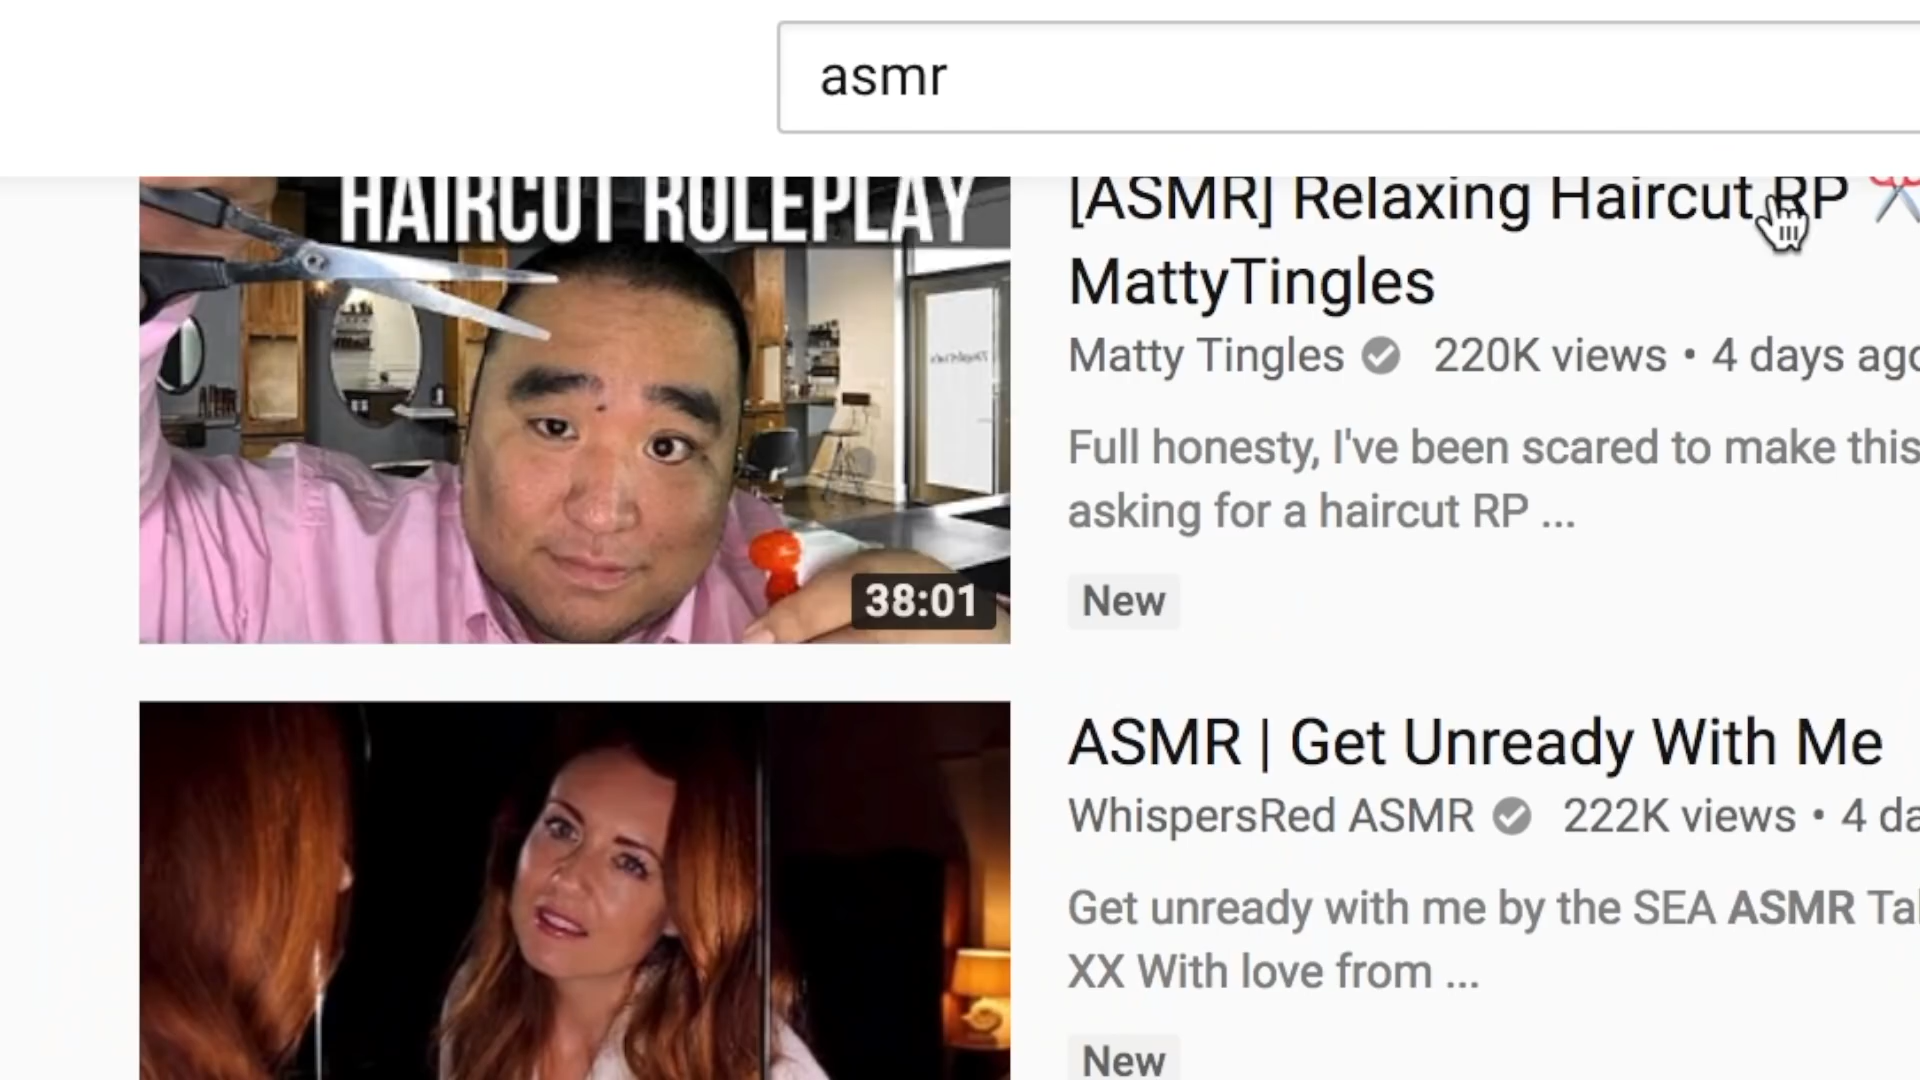 asmr
HAIRCUT ROLEPLAY
38:01
[ASMR] Relaxing Haircut RP
MattyTingles
Matty Tingles 220K views • 4 days ago
Full honesty, I've been scared to make this
asking for a haircut RP ...
New
ASMR | Get Unready With Me
WhispersRed ASMR 222K views • 4 da
Get unready with me by the SEA ASMR Ta
XX With love from ...
New